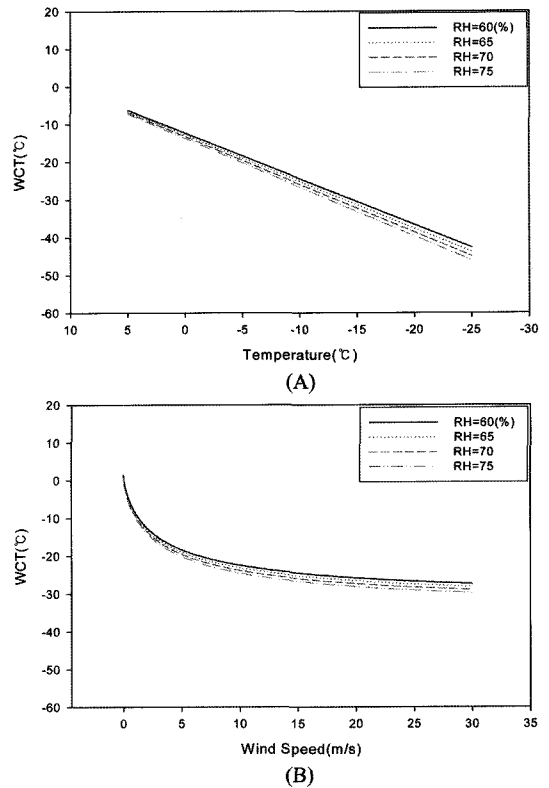 RH=60(%)
RH=65
RH=70
RH=75
20
10
0
-10
-20
-30
-40
-50
-60
WCT(℃)
10 5 0 -5 -10 -15 -20 -25 -30
Temperature(℃)
(A)
RH=60(%)
RH=65
RH=70
RH=75
20
10
0
-10
-20
-30
-40
-50
-60
WCT(℃)
0 5 10 15 20 25 30 35
Wind Speed(m/s)
(B)